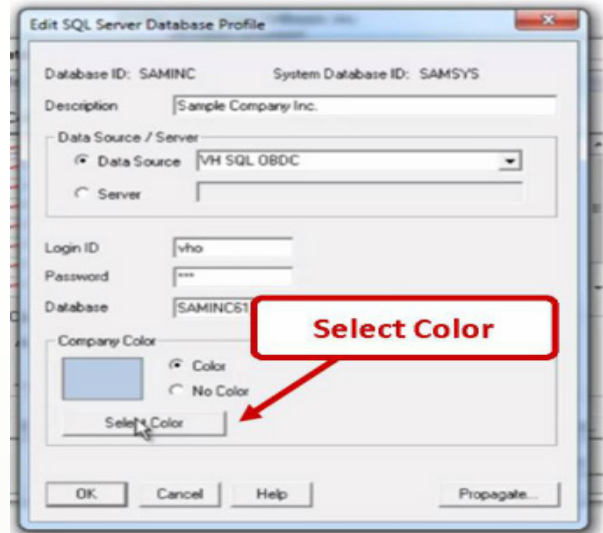 Edit SQL Server Database Profile
Database ID: SAMINC System Database ID: SAMSYS
Description Sample Company Inc.
Data Source / Server
Data Source VH SQL OBDC
Server
Login ID vho
Password ***
Database SAMINC61
Select Color
Company Color
Color
No Color
Select Color
OK Cancel Help Propagate...